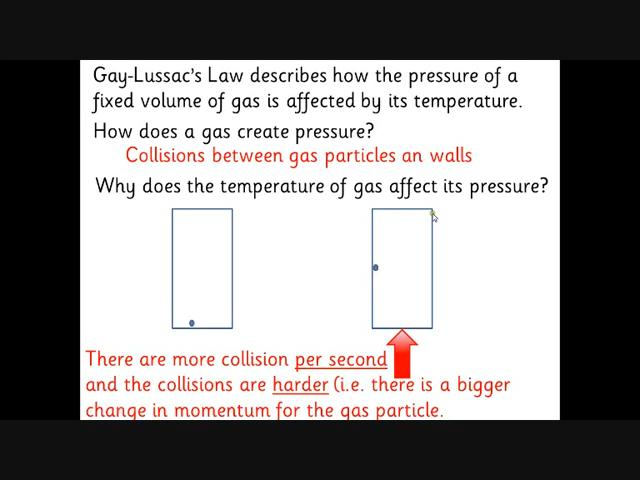 Gay-Lussac's Law describes how the pressure of a
fixed volume of gas is affected by its temperature.
How does a gas create pressure?
Collisions between gas particles an walls
Why does the temperature of gas affect its pressure?
There are more collision per second
and the collisions are harder (i.e. there is a bigger
change in momentum for the gas particle.